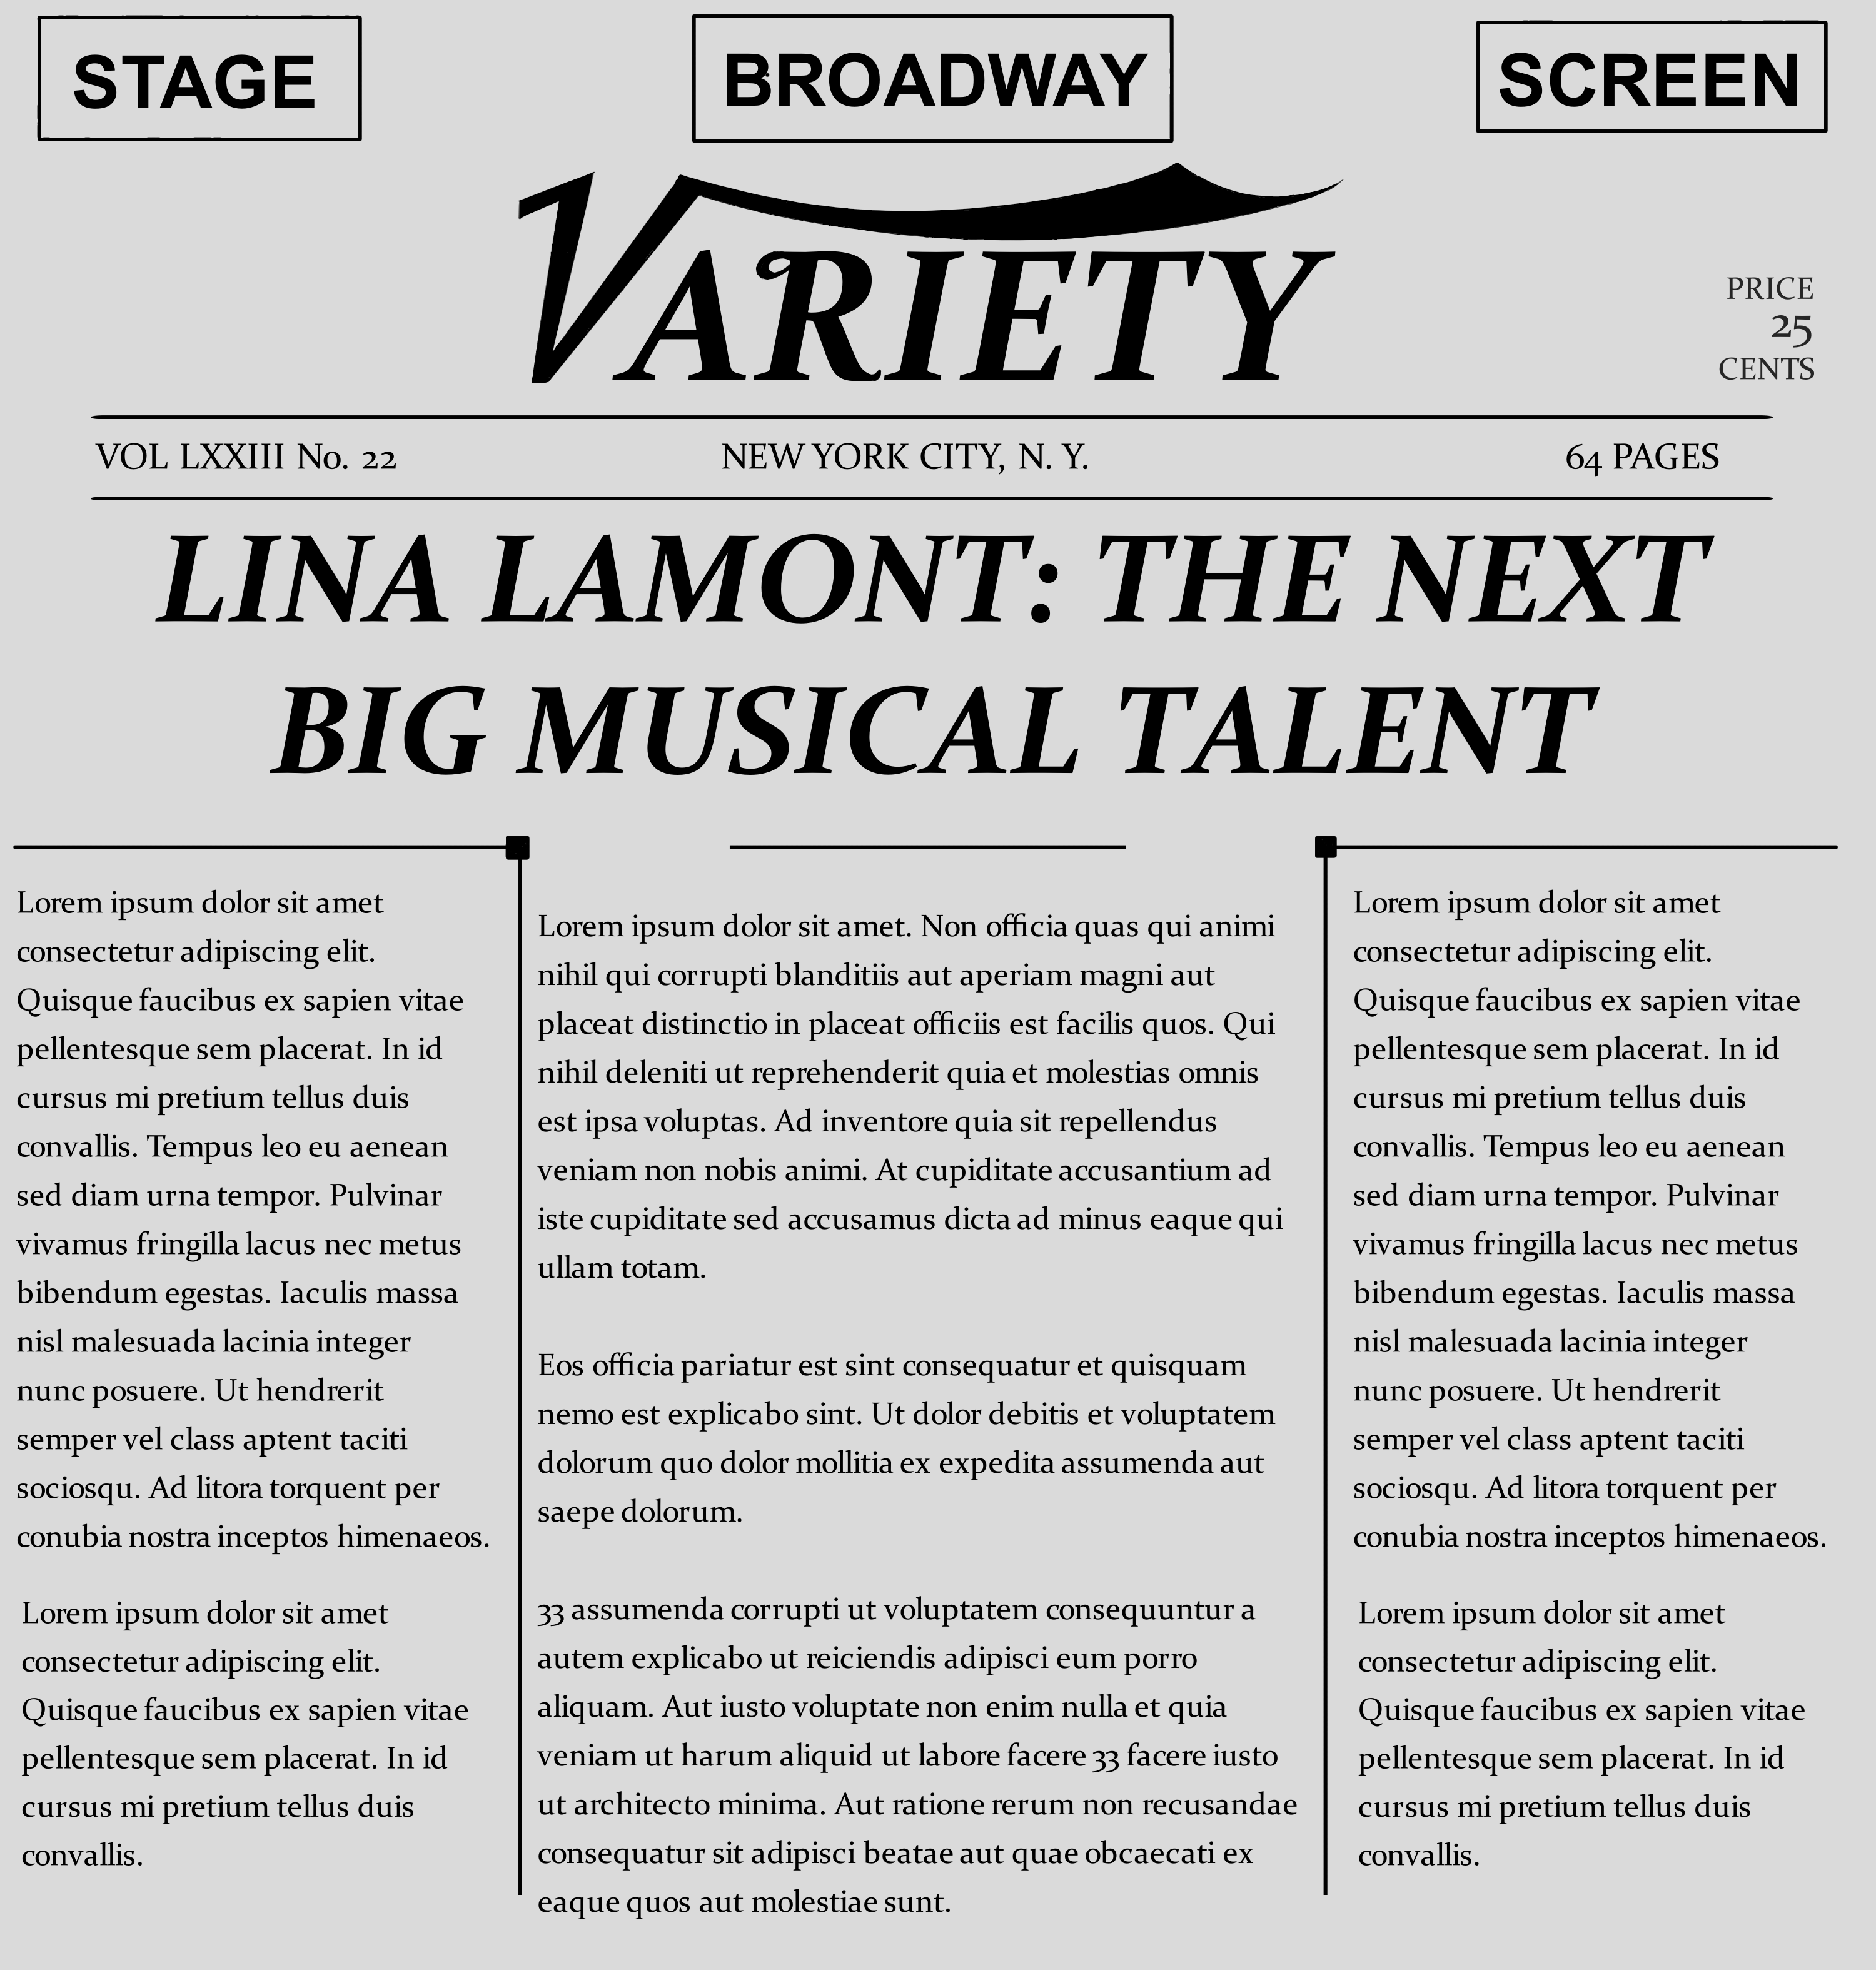 STAGE
BROADWAY
SCREEN
VARIETY
PRICE
25
CENTS
VOL LXXIII No. 22
NEW YORK CITY, N. Y.
64 PAGES
LINA LAMONT: THE NEXT
BIG MUSICAL TALENT
Lorem ipsum dolor sit amet
consectetur adipiscing elit.
Quisque faucibus ex sapien vitae
pellentesque sem placerat. In id
cursus mi pretium tellus duis
convallis. Tempus leo eu aenean
sed diam urna tempor. Pulvinar
vivamus fringilla lacus nec metus
bibendum egestas. Iaculis massa
nisl malesuada lacinia integer
nunc posuere. Ut hendrerit
semper vel class aptent taciti
sociosqu. Ad litora torquent per
conubia nostra inceptos himenaeos.
Lorem ipsum dolor sit amet
consectetur adipiscing elit.
Quisque faucibus ex sapien vitae
pellentesque sem placerat. In id
cursus mi pretium tellus duis
convallis.
Lorem ipsum dolor sit amet. Non officia quas qui animi
nihil qui corrupti blanditiis aut aperiam magni aut
placeat distinctio in placeat officiis est facilis quos. Qui
nihil deleniti ut reprehenderit quia et molestias omnis
est ipsa voluptas. Ad inventore quia sit repellendus
veniam non nobis animi. At cupiditate accusantium ad
iste cupiditate sed accusamus dicta ad minus eaque qui
ullam totam.
Eos officia pariatur est sint consequatur et quisquam
nemo est explicabo sint. Ut dolor debitis et voluptatem
dolorum quo dolor mollitia ex expedita assumenda aut
saepe dolorum.
33 assumenda corrupti ut voluptatem consequuntur a
autem explicabo ut reiciendis adipisci eum porro
aliquam. Aut iusto voluptate non enim nulla et quia
veniam ut harum aliquid ut labore facere 33 facere iusto
ut architecto minima. Aut ratione rerum non recusandae
consequatur sit adipisci beatae aut quae obcaecati ex
eaque quos aut molestiae sunt.
Lorem ipsum dolor sit amet
consectetur adipiscing elit.
Quisque faucibus ex sapien vitae
pellentesque sem placerat. In id
cursus mi pretium tellus duis
convallis. Tempus leo eu aenean
sed diam urna tempor. Pulvinar
vivamus fringilla lacus nec metus
bibendum egestas. Iaculis massa
nisl malesuada lacinia integer
nunc posuere. Ut hendrerit
semper vel class aptent taciti
sociosqu. Ad litora torquent per
conubia nostra inceptos himenaeos.
Lorem ipsum dolor sit amet
consectetur adipiscing elit.
Quisque faucibus ex sapien vitae
pellentesque sem placerat. In id
cursus mi pretium tellus duis
convallis.